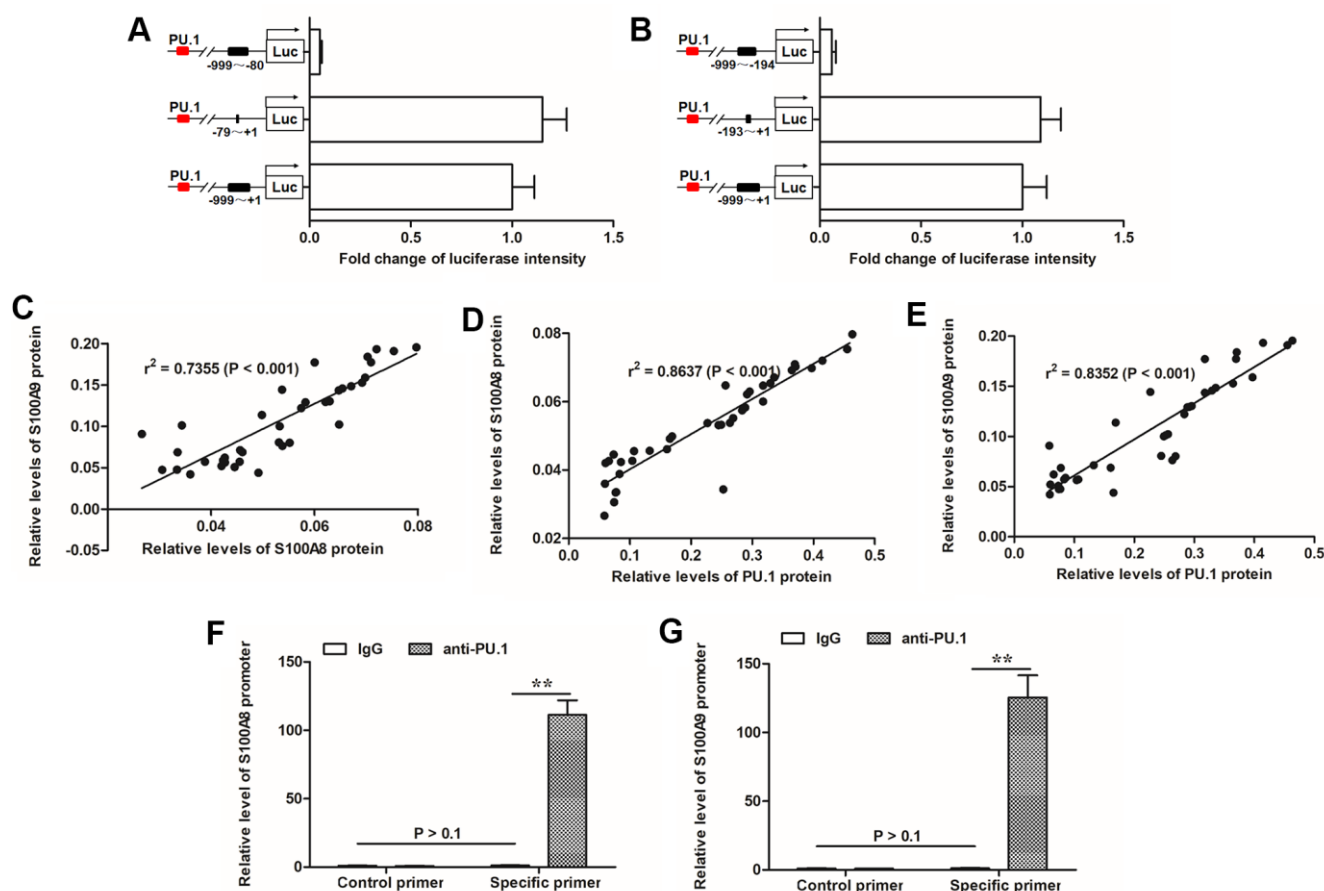 A
PU.1
-999～-80
Luc
PU.1
-79～+1
Luc
PU.1
-999～+1
Luc
0.0 0.5 1.0 1.5
Fold change of luciferase intensity
B
PU.1
-999～-194
Luc
PU.1
-193～+1
Luc
PU.1
-999～+1
Luc
0.0 0.5 1.0 1.5
Fold change of luciferase intensity
C
Relative levels of S100A9 protein
0.20
0.15
0.10
0.05
0.00
-0.05
r² = 0.7355 (P < 0.001)
0.04 0.06 0.08
Relative levels of S100A8 protein
D
Relative levels of S100A8 protein
0.08
0.06
0.04
0.02
r² = 0.8637 (P < 0.001)
0.0 0.1 0.2 0.3 0.4 0.5
Relative levels of PU.1 protein
E
Relative levels of S100A9 protein
0.20
0.15
0.10
0.05
0.00
r² = 0.8352 (P < 0.001)
0.0 0.1 0.2 0.3 0.4 0.5
Relative levels of PU.1 protein
F
Relative level of S100A8 promoter
IgG anti-PU.1
150
100
50
0
**
P > 0.1
Control primer Specific primer
G
Relative level of S100A9 promoter
IgG anti-PU.1
150
100
50
0
**
P > 0.1
Control primer Specific primer